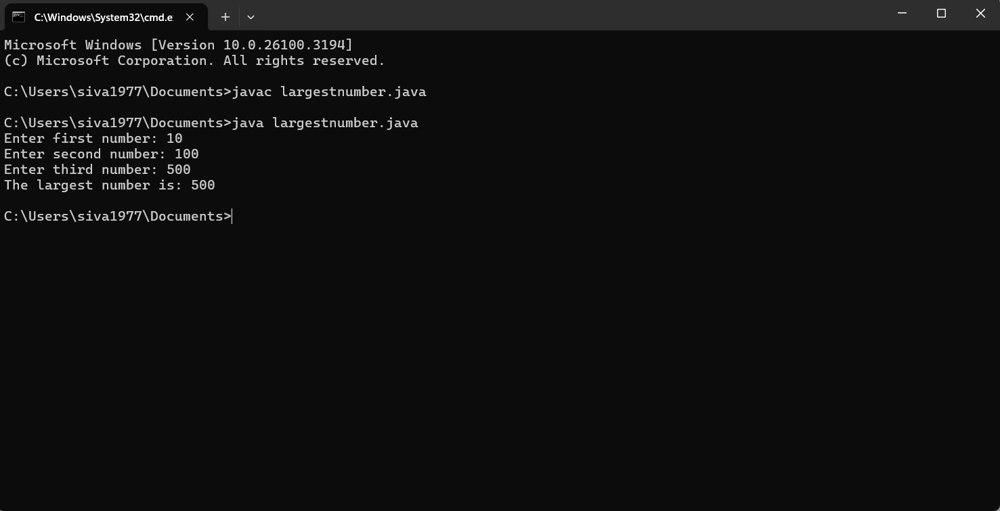 C:\Windows\System32\cmd.e
Microsoft Windows [Version 10.0.26100.3194]
(c) Microsoft Corporation. All rights reserved.
C:\Users\siva1977\Documents>javac largestnumber.java
C:\Users\siva1977\Documents>java largestnumber.java
Enter first number: 10
Enter second number: 100
Enter third number: 500
The largest number is: 500
C:\Users\siva1977\Documents>